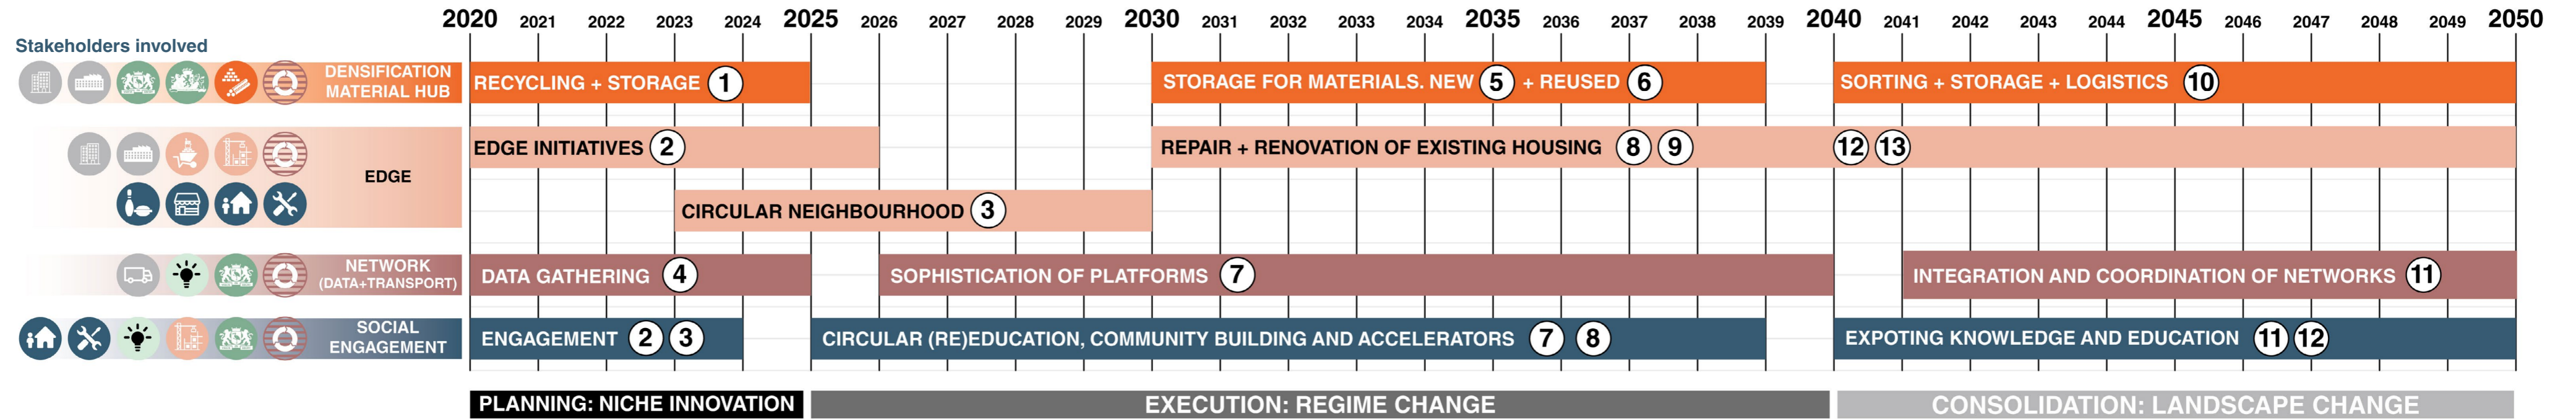 2020 2021 2022 2023 2024 2025 2026 2027 2028 2029 2030 2031 2032 2033 2034 2035 2036 2037 2038 2039 2040 2041 2042 2043 2044 2045 2046 2047 2048 2049 2050
Stakeholders involved
DENSIFICATION
MATERIAL HUB
RECYCLING + STORAGE 1
STORAGE FOR MATERIALS. NEW 5 + REUSED 6
SORTING + STORAGE + LOGISTICS 10
EDGE
EDGE INITIATIVES 2
REPAIR + RENOVATION OF EXISTING HOUSING 8 9
12 13
CIRCULAR NEIGHBOURHOOD 3
NETWORK
(DATA+TRANSPORT)
DATA GATHERING 4
SOPHISTICATION OF PLATFORMS 7
INTEGRATION AND COORDINATION OF NETWORKS 11
SOCIAL
ENGAGEMENT
ENGAGEMENT 2 3
CIRCULAR (RE)EDUCATION, COMMUNITY BUILDING AND ACCELERATORS 7 8
EXPOTING KNOWLEDGE AND EDUCATION 11 12
PLANNING: NICHE INNOVATION
EXECUTION: REGIME CHANGE
CONSOLIDATION: LANDSCAPE CHANGE